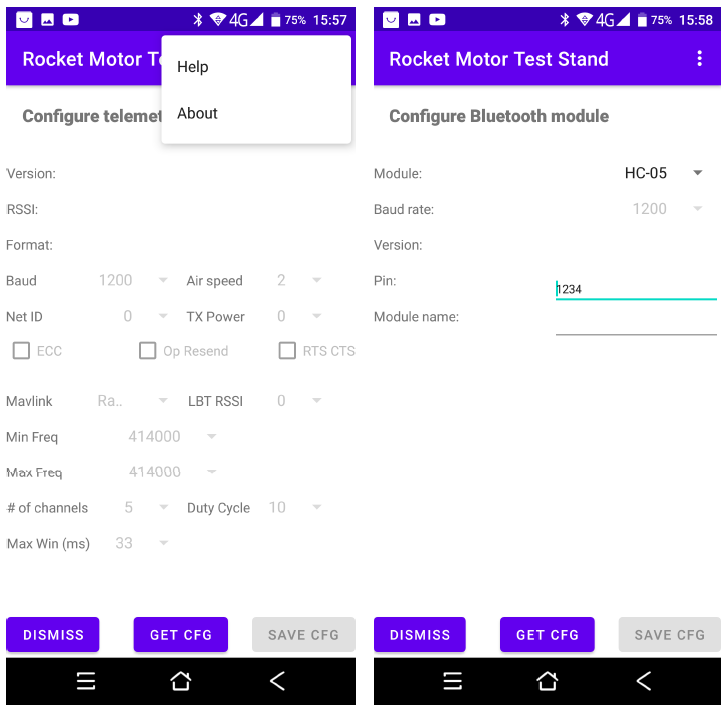 4G 75% 15:57
Rocket Motor Te
Help
About
Configure telemet
Version:
RSSI:
Format:
Baud 1200 Air speed 2
Net ID 0 TX Power 0
ECC Op Resend RTS CTS
Mavlink Ra.. LBT RSSI 0
Min Freq 414000
Max Freq 414000
# of channels 5 Duty Cycle 10
Max Win (ms) 33
DISMISS GET CFG SAVE CFG
4G 75% 15:58
Rocket Motor Test Stand
Configure Bluetooth module
Module: HC-05
Baud rate: 1200
Version:
Pin: 1234
Module name:
DISMISS GET CFG SAVE CFG